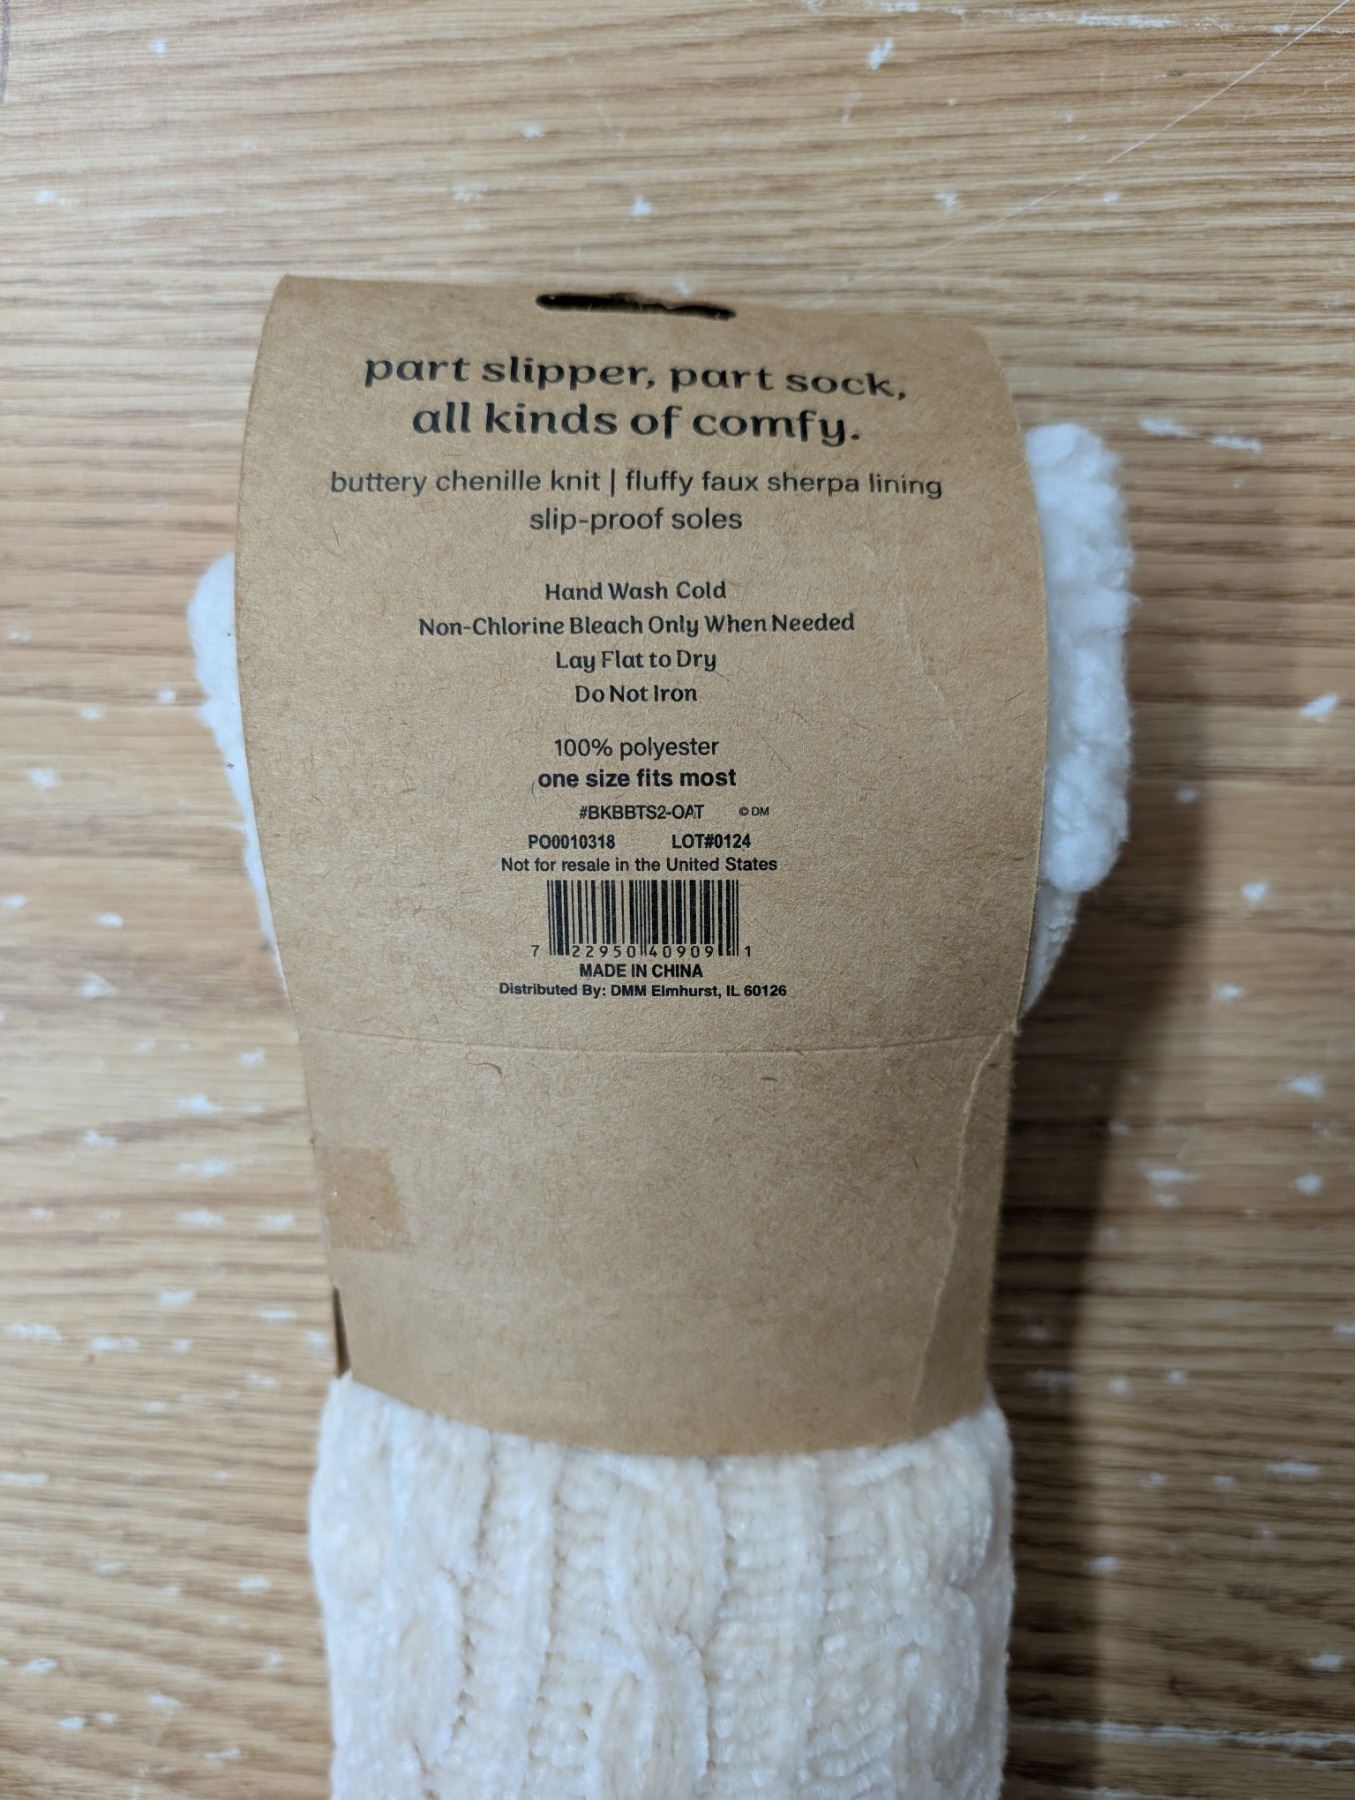 part slipper, part sock,
all kinds of comfy.
buttery chenille knit | fluffy faux sherpa lining
slip-proof soles
Hand Wash Cold
Non-Chlorine Bleach Only When Needed
Lay Flat to Dry
Do Not Iron
100% polyester
one size fits most
#BKBBTS2-OAT © DM
PO0010318 LOT#0124
Not for resale in the United States
7 22950 40909 1
MADE IN CHINA
Distributed By: DMM Elmhurst, IL 60126